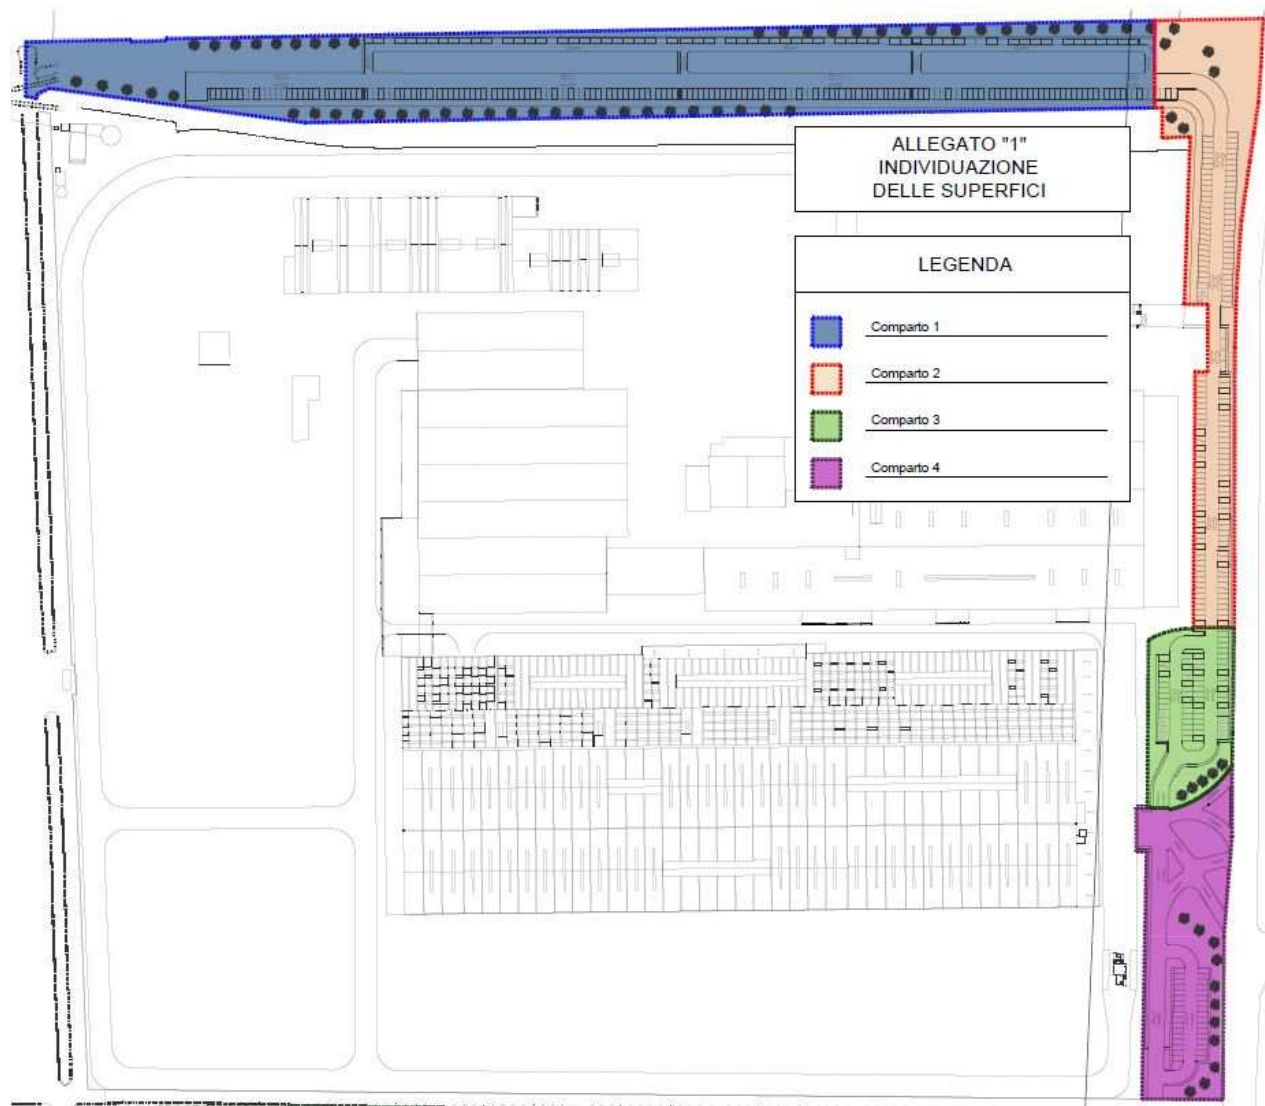 ALLEGATO "1"
INDIVIDUAZIONE
DELLE SUPERFICI
LEGENDA
Comparto 1
Comparto 2
Comparto 3
Comparto 4